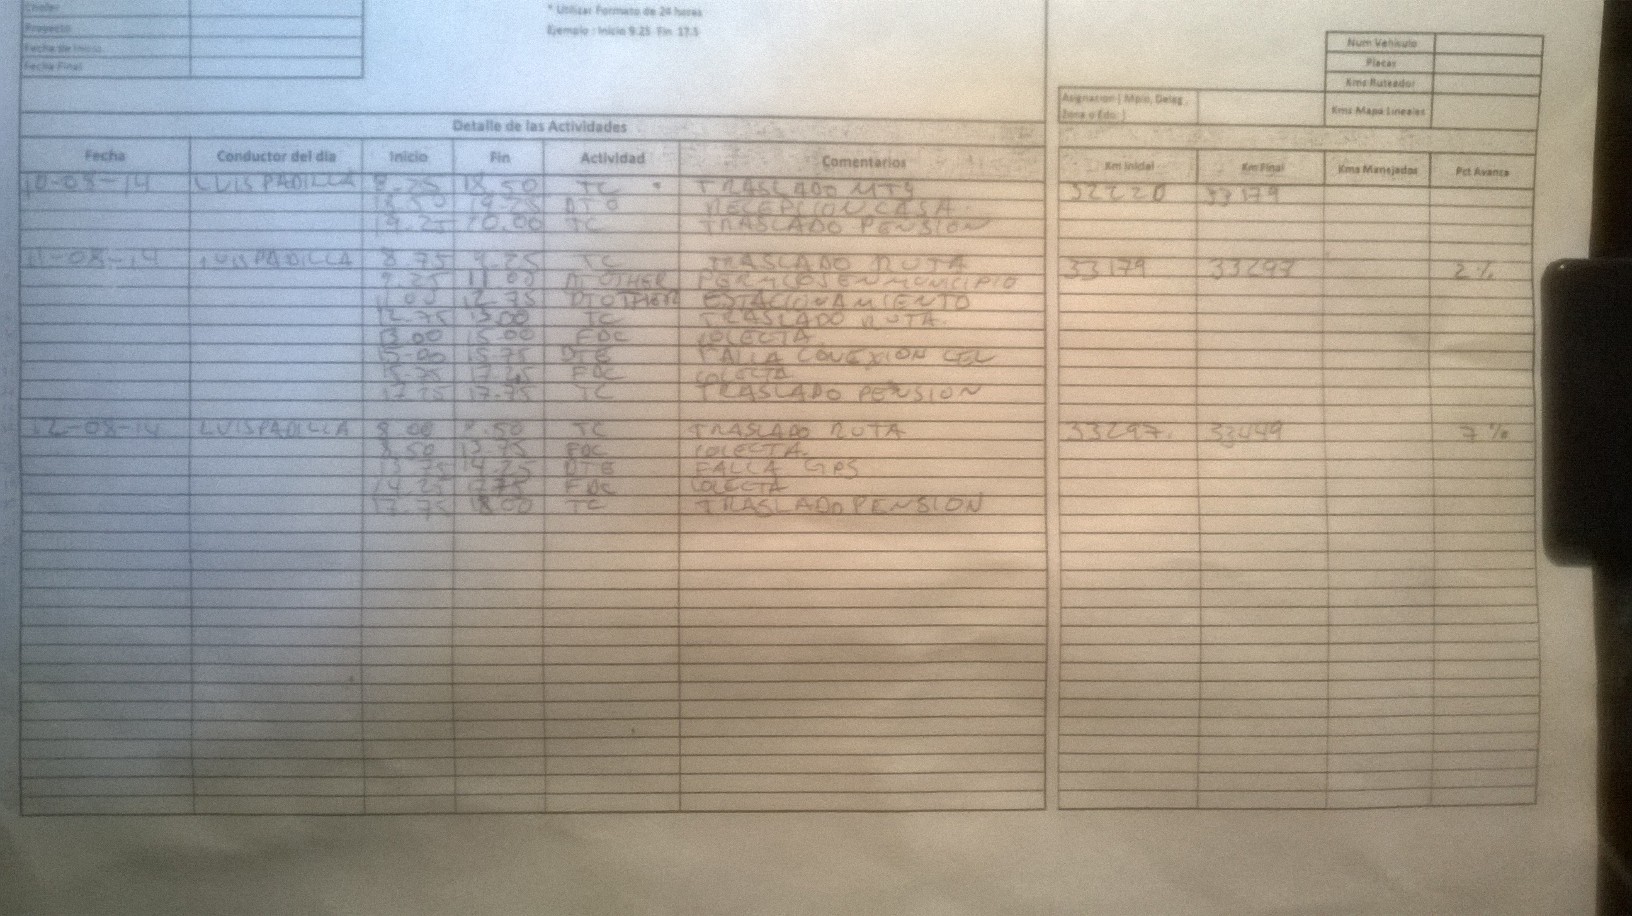 Chofer
Proyecto
Fecha de Inicio
Fecha Final
* Utilizar Formato de 24 horas
Ejemplo : Inicio 9.25 Fin 17.5
Num Vehiculo
Placas
Kms Ruteador
Asignacion ( Mpio, Deleg, Zona o Edo. ) Kms Mapa Lineales
Detalle de las Actividades
Fecha Conductor del dia Inicio Fin Actividad Comentarios Km Inicial Km Final Kms Manejados Pct Avance
10-08-14 LUIS PADILLA 8.25 18.50 TC TRASLADO MTY 32220 33179
18.50 19.25 DTO RECEPCION CASA
19.25 TC TRASLADO PENSION
11-08-14 LUIS PADILLA 8.75 9.25 TC TRASLADO RUTA 33179 33297 2%
9.25 11.00 DTOTHER PERMISOS EN MUNICIPIO
11.00 12.75 DTOTHER ESTACIONAMIENTO
12.75 13.00 TC TRASLADO RUTA
13.00 15.00 FDC COLECTA
15.00 15.75 DTE FALLA CONEXION CEL
15.75 17.25 FDC COLECTA
17.25 17.75 TC TRASLADO PENSION
12-08-14 LUIS PADILLA 8.00 8.50 TC TRASLADO RUTA 33297 33449 7%
8.50 13.75 FDC COLECTA
13.75 14.25 DTE FALLA GPS
14.25 17.75 FDC COLECTA
17.75 18.00 TC TRASLADO PENSION